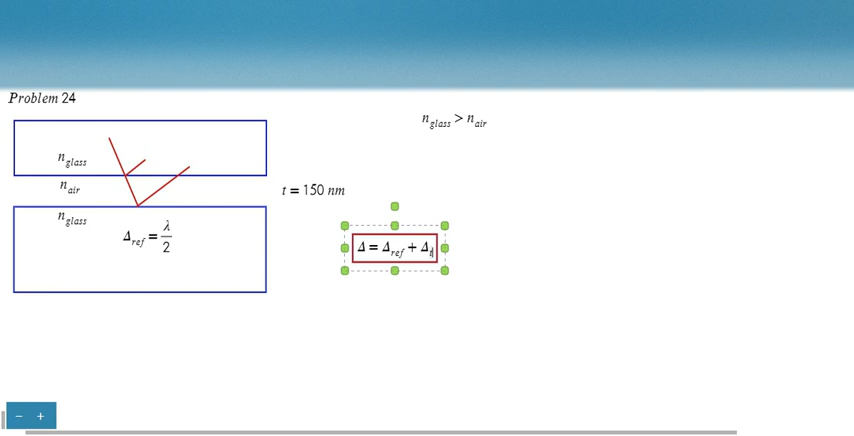 Problem 24
n_glass > n_air
n_glass
n_air
t = 150 nm
n_glass
Δ_ref = λ/2
Δ = Δ_ref + Δ_t
− +